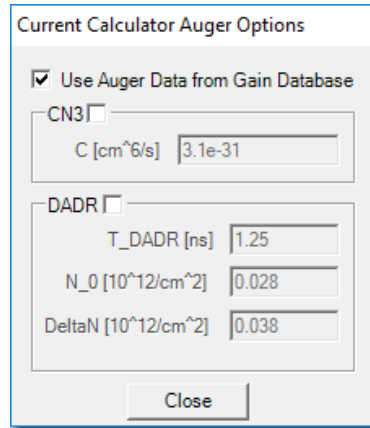 Current Calculator Auger Options
Use Auger Data from Gain Database
CN3
C [cm^6/s] 3.1e-31
DADR
T_DADR [ns] 1.25
N_0 [10^12/cm^2] 0.028
DeltaN [10^12/cm^2] 0.038
Close